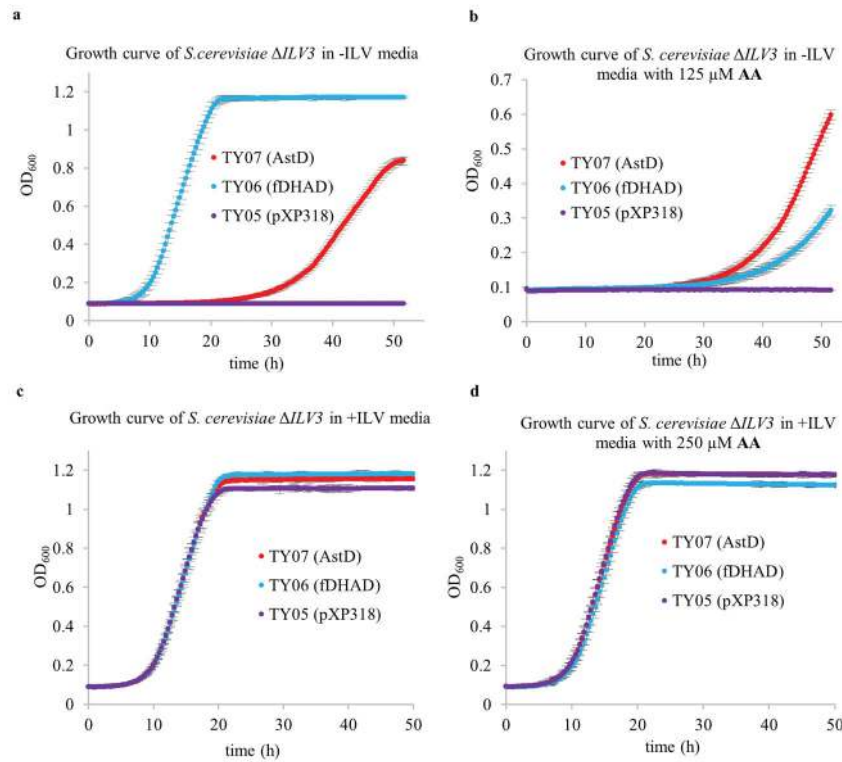 a
Growth curve of S.cerevisiae ΔILV3 in -ILV media
1.2
1
0.8
0.6
0.4
0.2
0
OD600
TY07 (AstD)
TY06 (fDHAD)
TY05 (pXP318)
0 10 20 30 40 50
time (h)
b
Growth curve of S. cerevisiae ΔILV3 in -ILV
media with 125 µM AA
0.7
0.6
0.5
0.4
0.3
0.2
0.1
0
OD600
TY07 (AstD)
TY06 (fDHAD)
TY05 (pXP318)
0 10 20 30 40 50
time (h)
c
Growth curve of S. cerevisiae ΔILV3 in +ILV media
1.2
1
0.8
0.6
0.4
0.2
0
OD600
TY07 (AstD)
TY06 (fDHAD)
TY05 (pXP318)
0 10 20 30 40 50
time (h)
d
Growth curve of S. cerevisiae ΔILV3 in +ILV
media with 250 µM AA
1.2
1
0.8
0.6
0.4
0.2
0
OD600
TY07 (AstD)
TY06 (fDHAD)
TY05 (pXP318)
0 10 20 30 40 50
time (h)